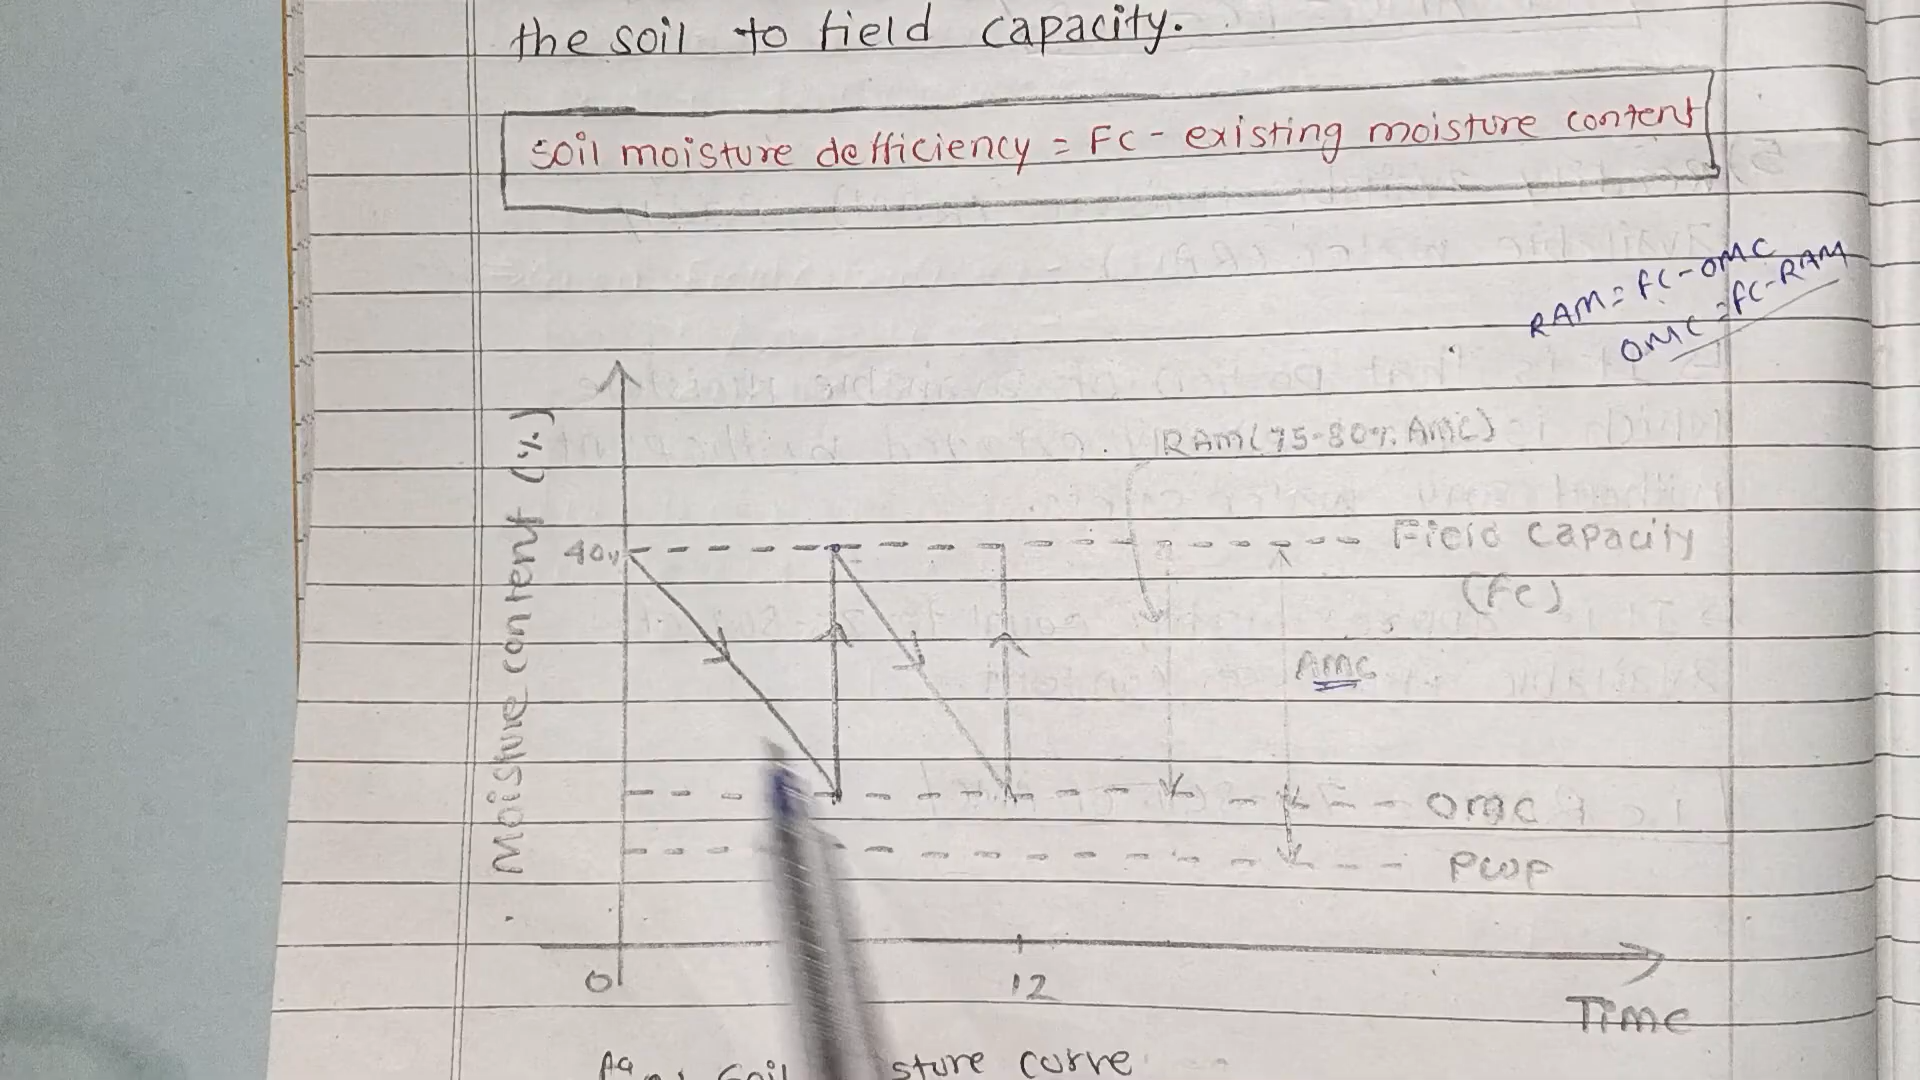 the soil to field capacity.
soil moisture defficiency = FC - existing moisture content
RAM = FC - OMC
OMC = FC - RAM
RAM (75-80% AMC)
Moisture content (%)
40%
Field Capacity
(FC)
AMC
OMC
PWP
0
12
Time
curve